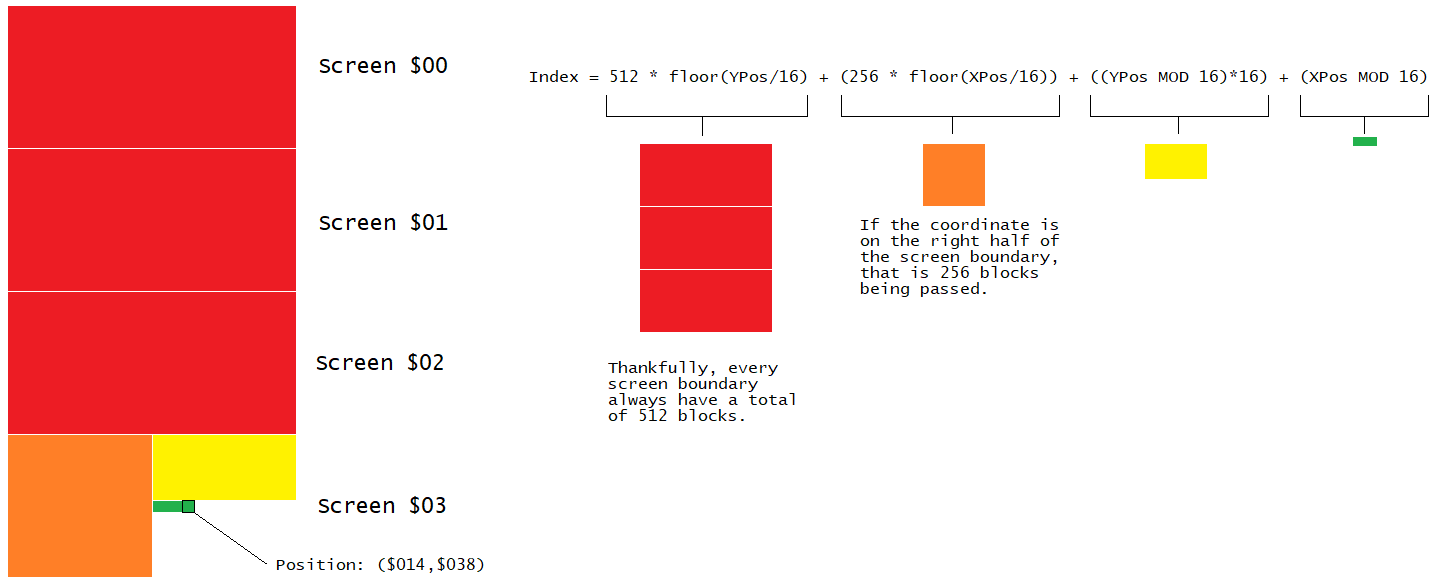 Screen $00
Index = 512 * floor(YPos/16) + (256 * floor(XPos/16)) + ((YPos MOD 16)*16) + (XPos MOD 16)
Screen $01
If the coordinate is
on the right half of
the screen boundary,
that is 256 blocks
being passed.
Screen $02
Thankfully, every
screen boundary
always have a total
of 512 blocks.
Screen $03
Position: ($014,$038)